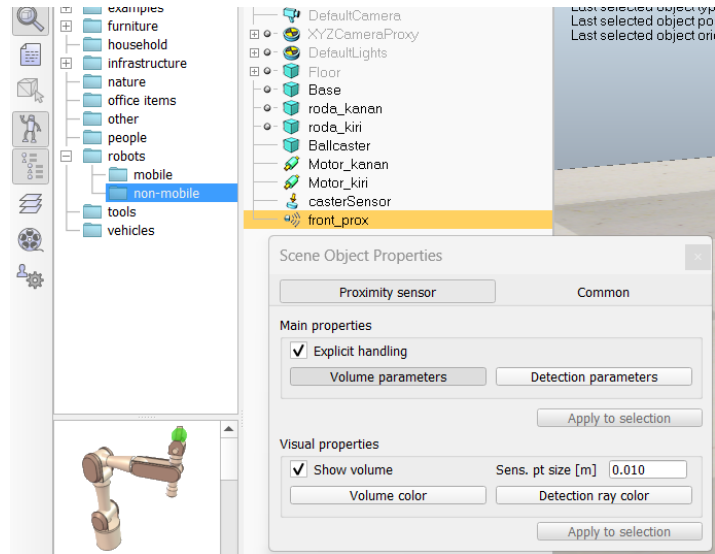 examples
furniture
household
infrastructure
nature
office items
other
people
robots
mobile
non-mobile
tools
vehicles
DefaultCamera
XYZCameraProxy
DefaultLights
Floor
Base
roda_kanan
roda_kiri
Ballcaster
Motor_kanan
Motor_kiri
casterSensor
front_prox
Last selected object typ
Last selected object po
Last selected object orie
Scene Object Properties
Proximity sensor Common
Main properties
Explicit handling
Volume parameters Detection parameters
Apply to selection
Visual properties
Show volume Sens. pt size [m] 0.010
Volume color Detection ray color
Apply to selection